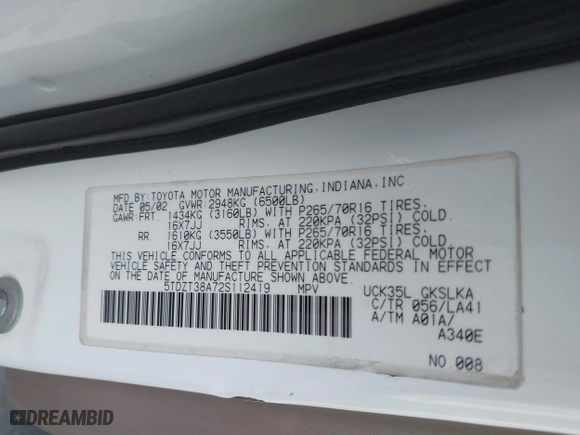 MFD.BY:TOYOTA MOTOR MANUFACTURING,INDIANA,INC.
DATE 05/02 GVWR:2948KG (6500LB)
GAWR:FRT 1434KG (3160LB) WITH P265/70R16 TIRES,
16X7JJ RIMS, AT 220KPA (32PSI) COLD.
RR 1610KG (3550LB) WITH P265/70R16 TIRES,
16X7JJ RIMS, AT 220KPA (32PSI) COLD.
THIS VEHICLE CONFORMS TO ALL APPLICABLE FEDERAL MOTOR
VEHICLE SAFETY AND THEFT PREVENTION STANDARDS IN EFFECT
ON THE DATE OF MANUFACTURE SHOWN ABOVE.
5TDZT38A72S112419 MPV
UCK35L GKSLKA
C/TR 056/LA41
A/TM A01A/
A340E
NO.008
DREAMBID